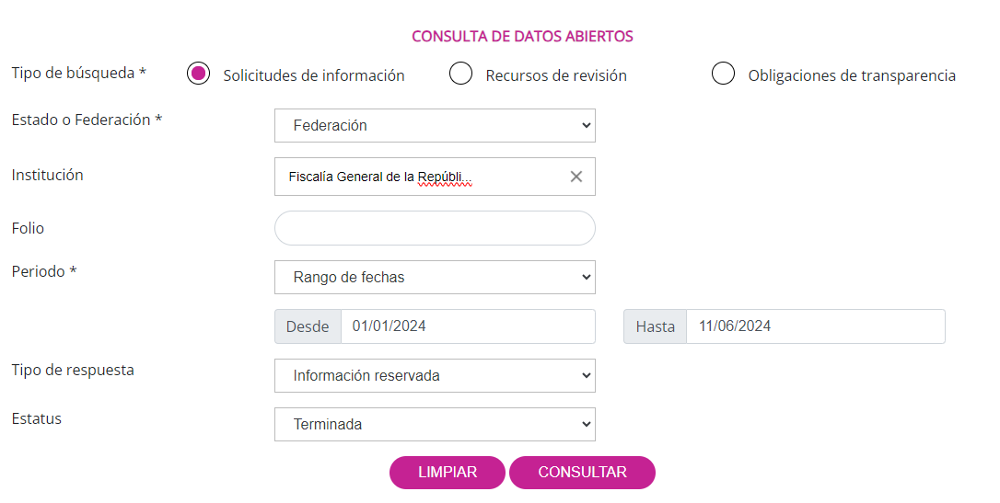 CONSULTA DE DATOS ABIERTOS
Tipo de búsqueda * Solicitudes de información Recursos de revisión Obligaciones de transparencia
Estado o Federación * Federación
Institución Fiscalía General de la Repúbli...
Folio
Periodo * Rango de fechas
Desde 01/01/2024 Hasta 11/06/2024
Tipo de respuesta Información reservada
Estatus Terminada
LIMPIAR CONSULTAR